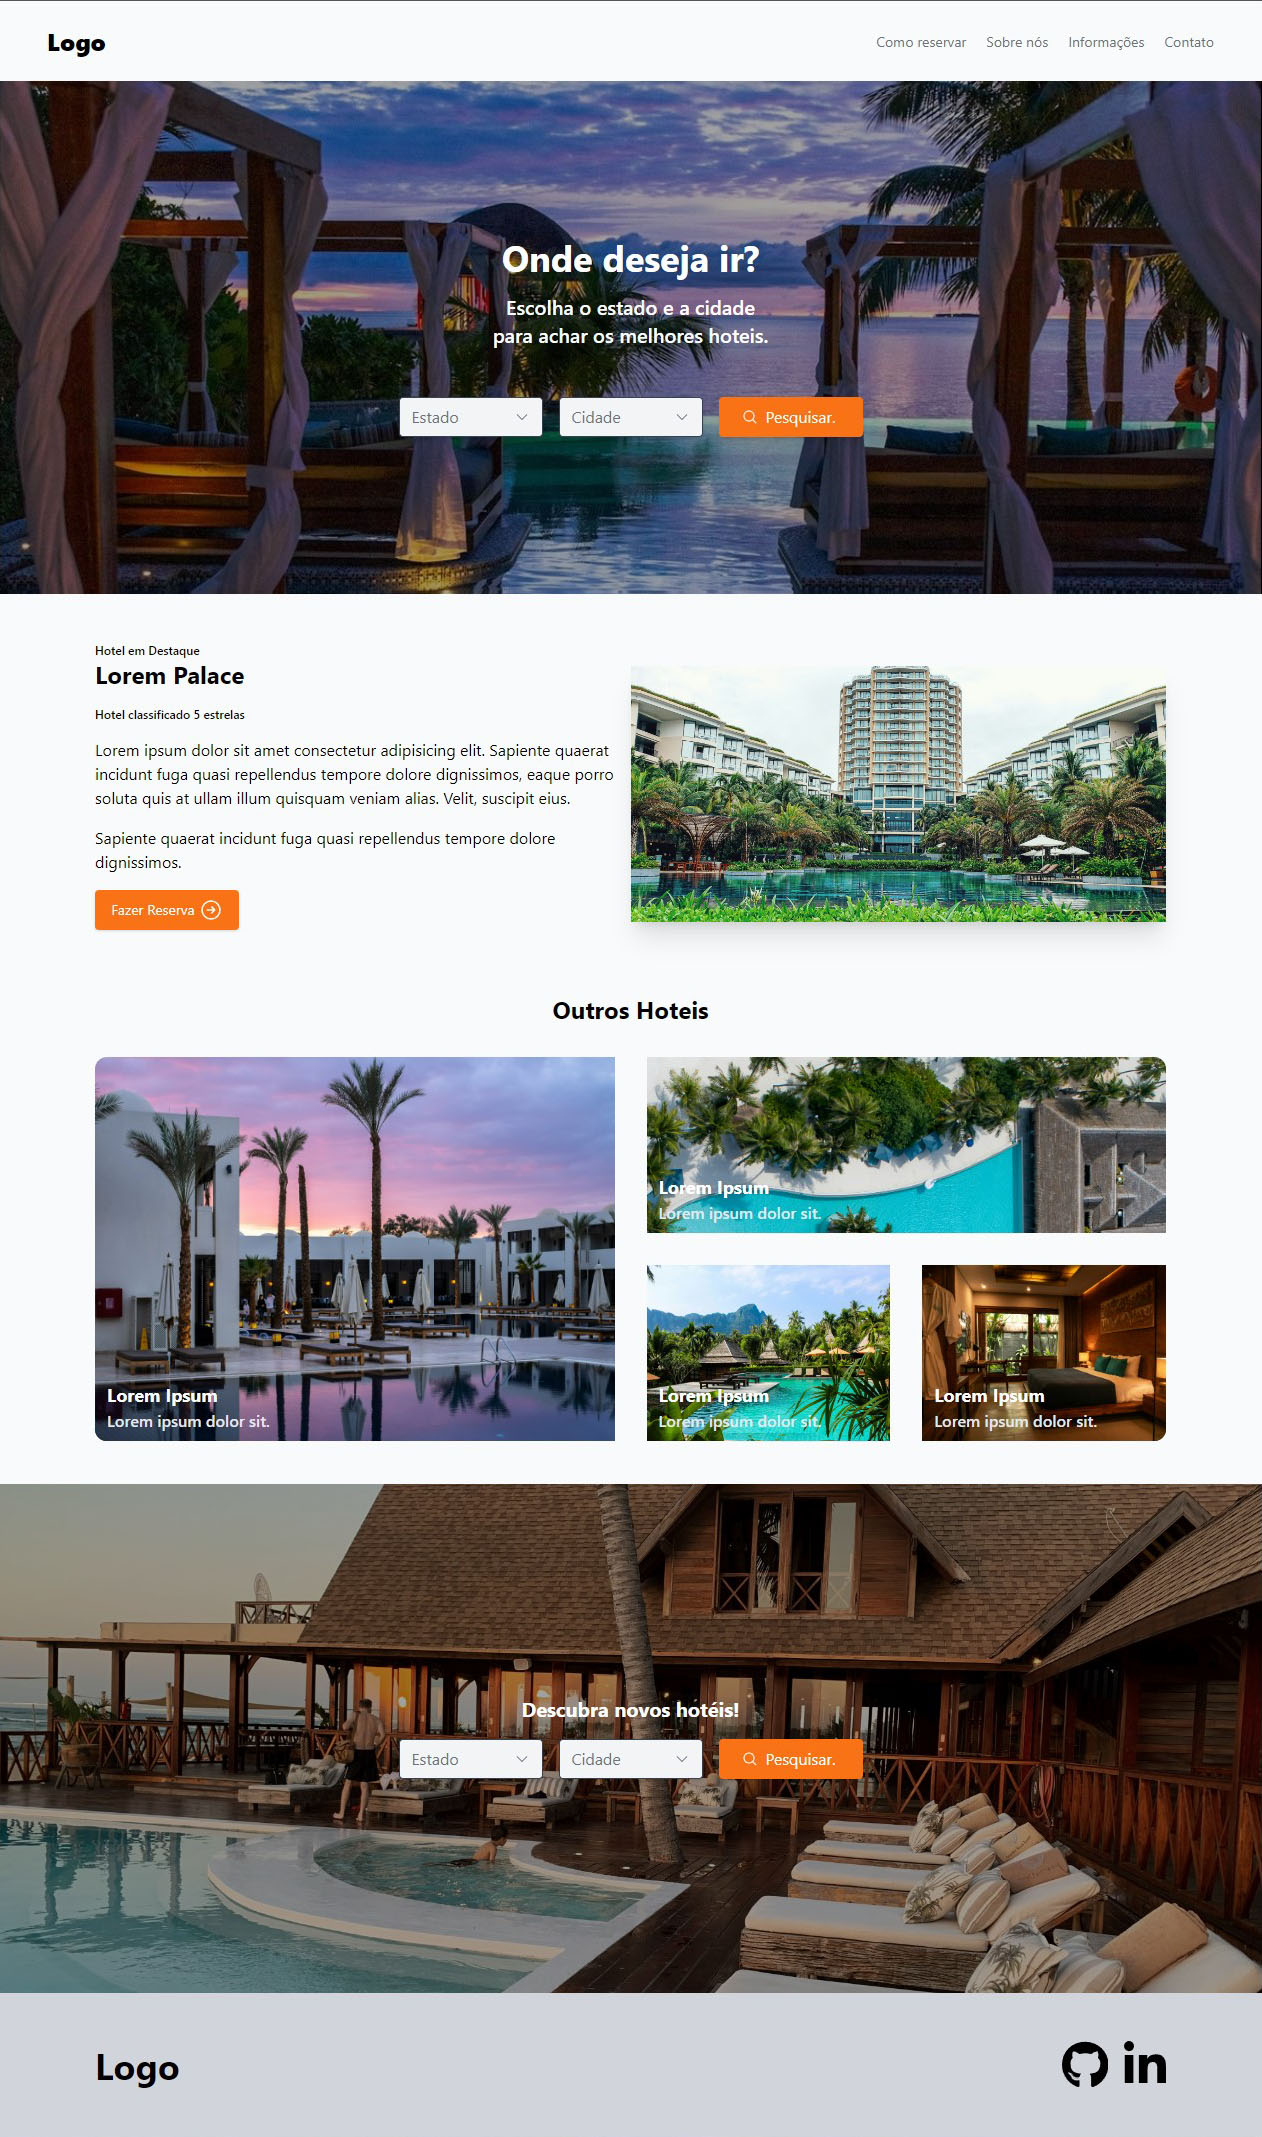 Logo
Como reservar Sobre nós Informações Contato
Onde deseja ir?
Escolha o estado e a cidade
para achar os melhores hoteis.
Estado Cidade Pesquisar.
Hotel em Destaque
Lorem Palace
Hotel classificado 5 estrelas
Lorem ipsum dolor sit amet consectetur adipisicing elit. Sapiente quaerat
incidunt fuga quasi repellendus tempore dolore dignissimos, eaque porro
soluta quis at ullam illum quisquam veniam alias. Velit, suscipit eius.
Sapiente quaerat incidunt fuga quasi repellendus tempore dolore
dignissimos.
Fazer Reserva
Outros Hoteis
Lorem Ipsum
Lorem ipsum dolor sit.
Lorem Ipsum
Lorem ipsum dolor sit.
Lorem Ipsum
Lorem ipsum dolor sit.
Lorem Ipsum
Lorem ipsum dolor sit.
Descubra novos hotéis!
Estado Cidade Pesquisar.
Logo
in